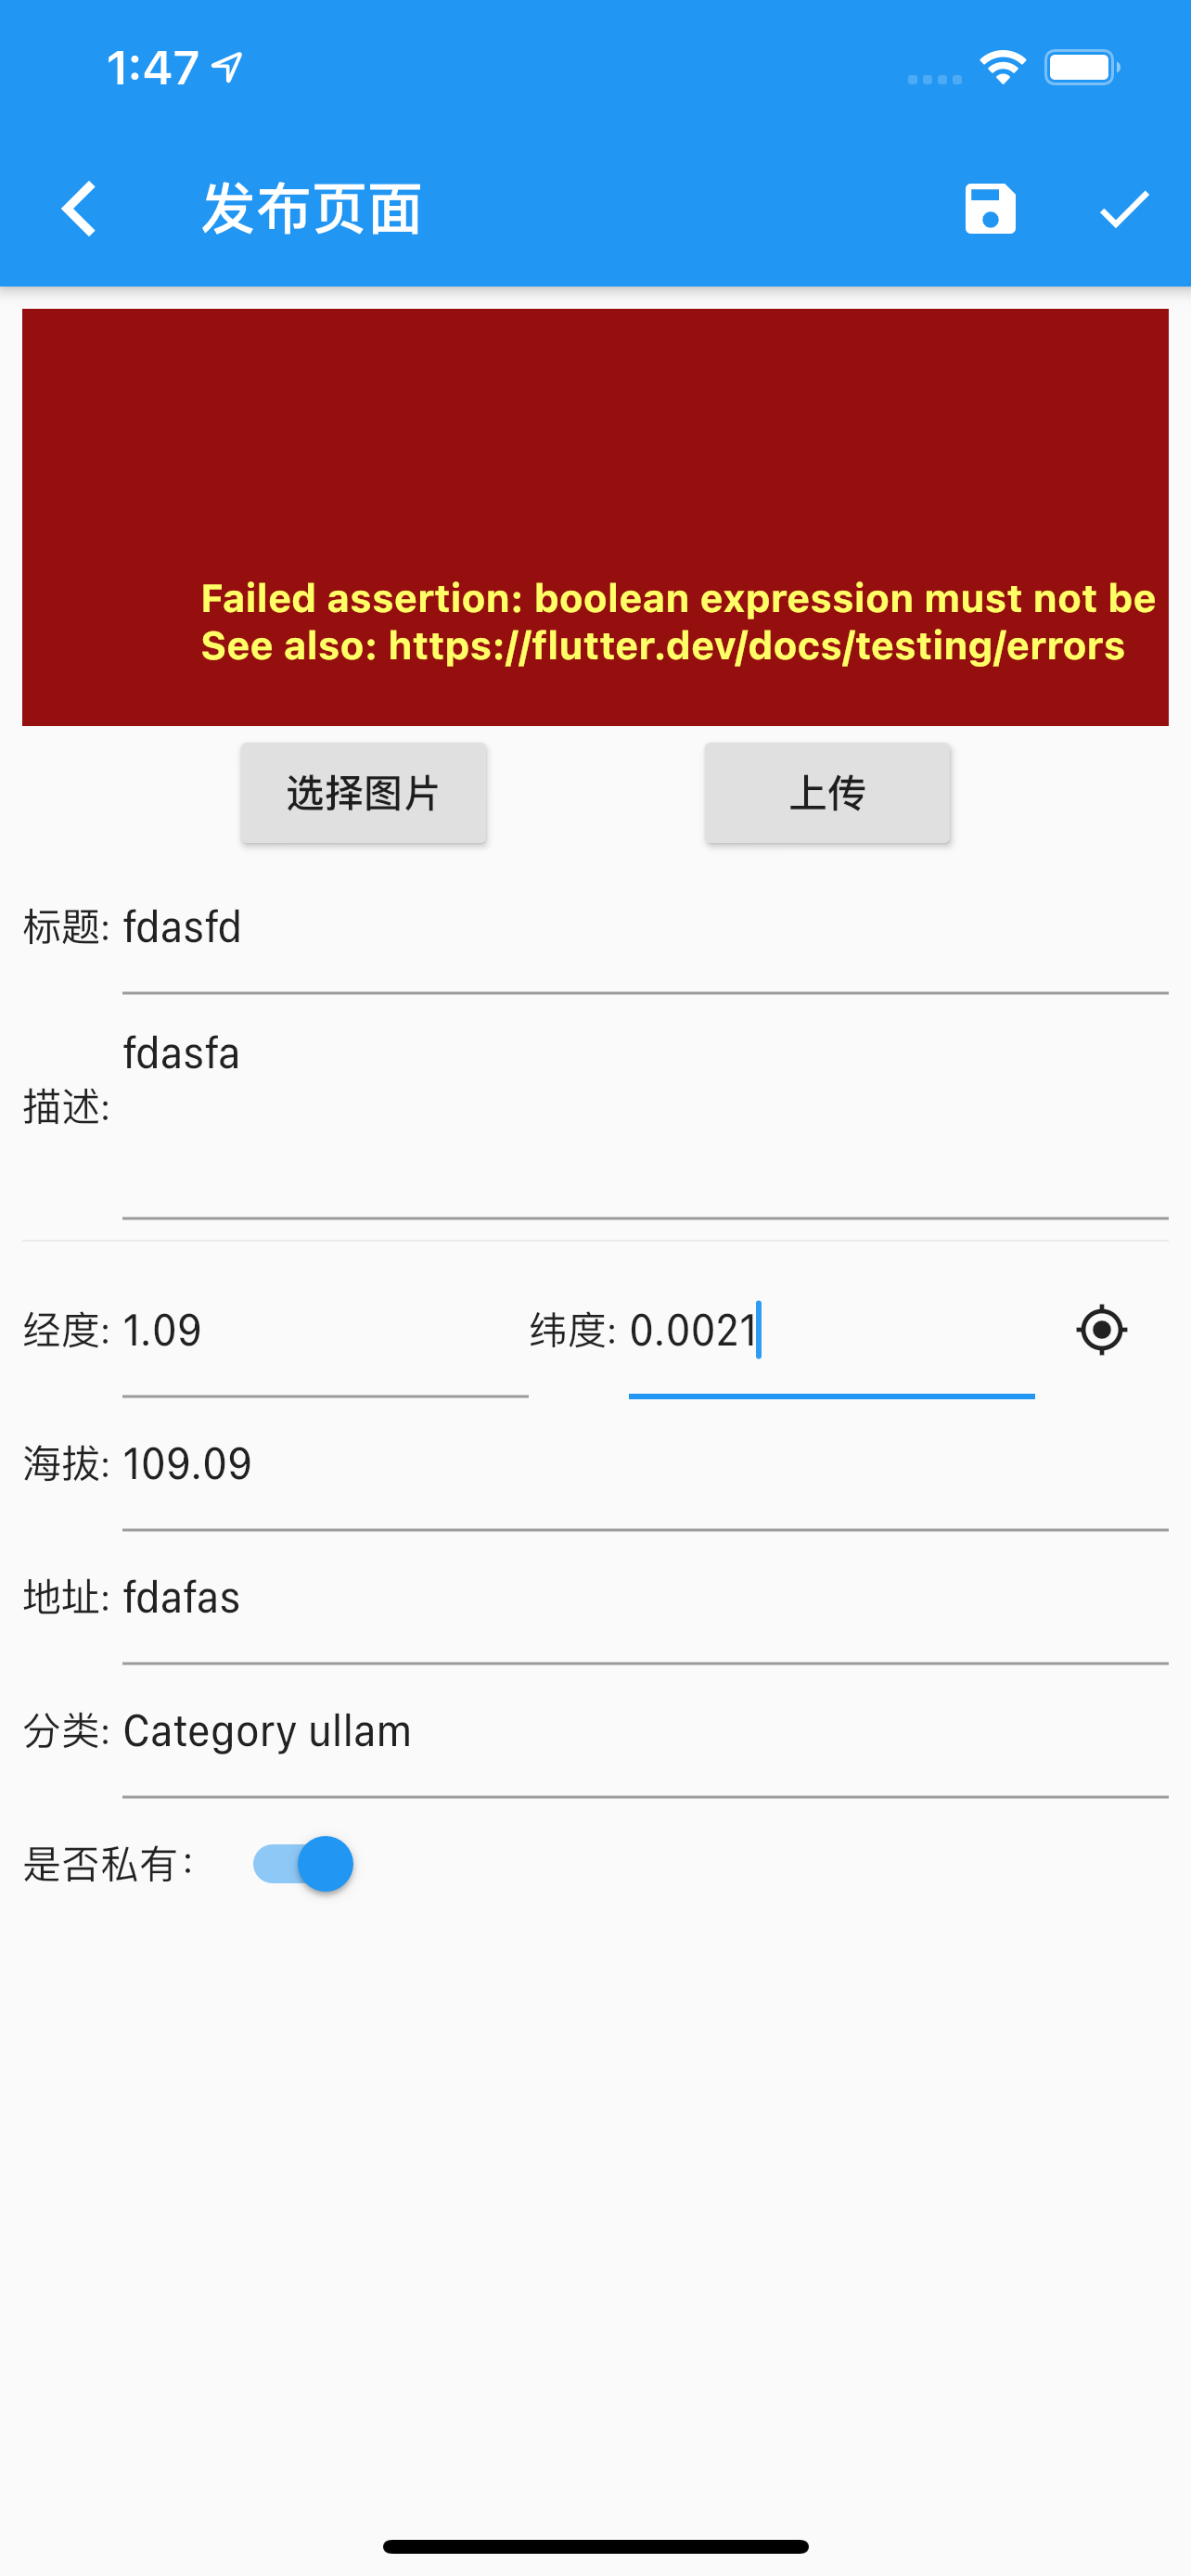 1:47
发布页面
Failed assertion: boolean expression must not be
See also: https://flutter.dev/docs/testing/errors
选择图片 上传
标题: fdasfd
fdasfa
描述:
经度: 1.09 纬度: 0.0021
海拔: 109.09
地址: fdafas
分类: Category ullam
是否私有：